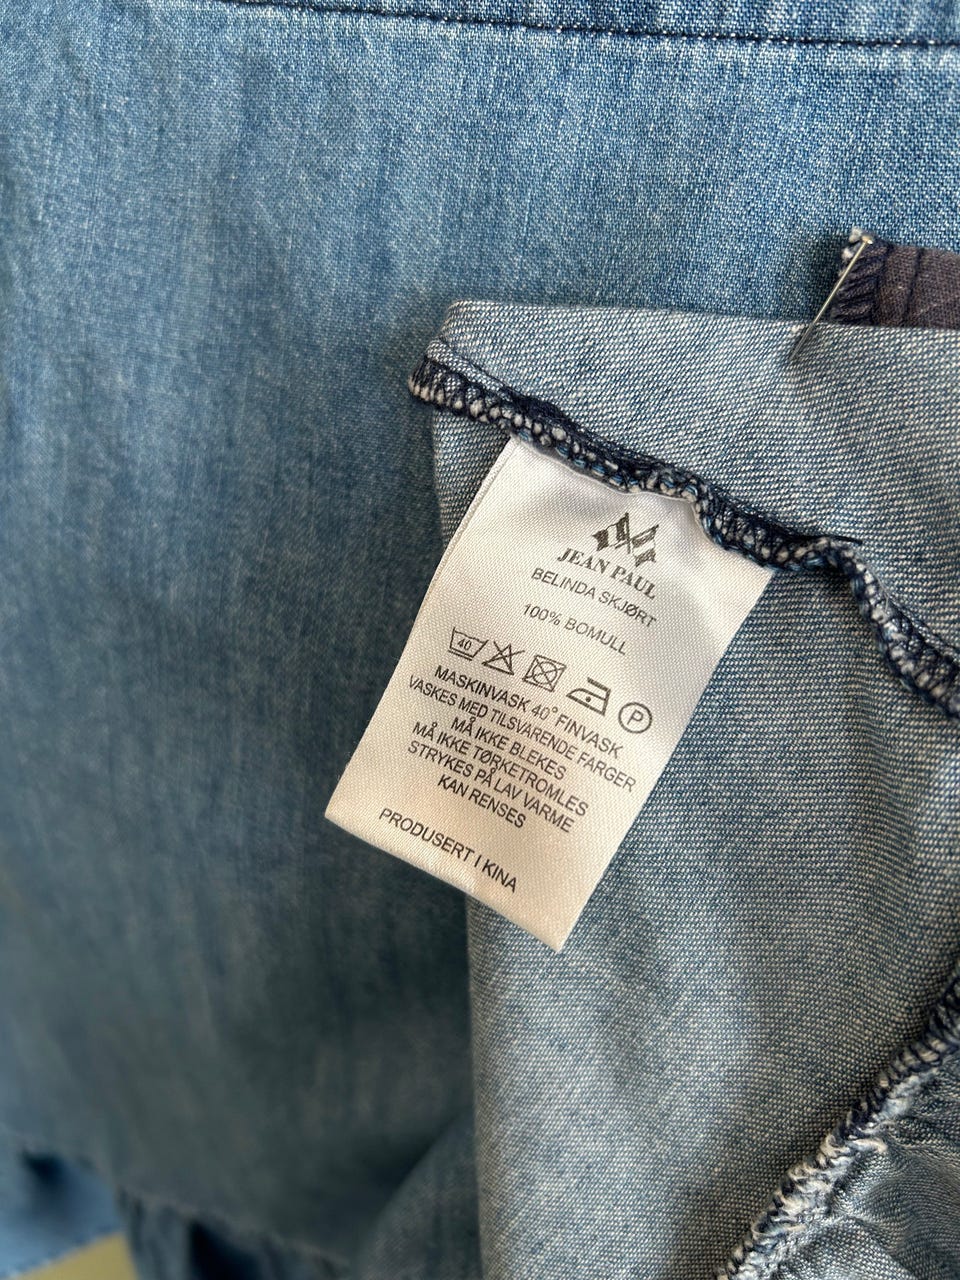 JEAN PAUL
BELINDA SKJØRT
100% BOMULL
40 P
MASKINVASK 40° FINVASK
VASKES MED TILSVARENDE FARGER
MÅ IKKE BLEKES
MÅ IKKE TØRKETROMLES
STRYKES PÅ LAV VARME
KAN RENSES
PRODUSERT I KINA